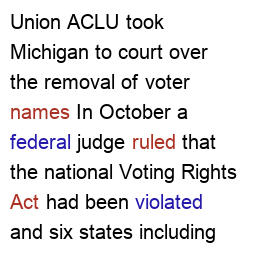 Union ACLU took
Michigan to court over
the removal of voter
names In October a
federal judge ruled that
the national Voting Rights
Act had been violated
and six states including